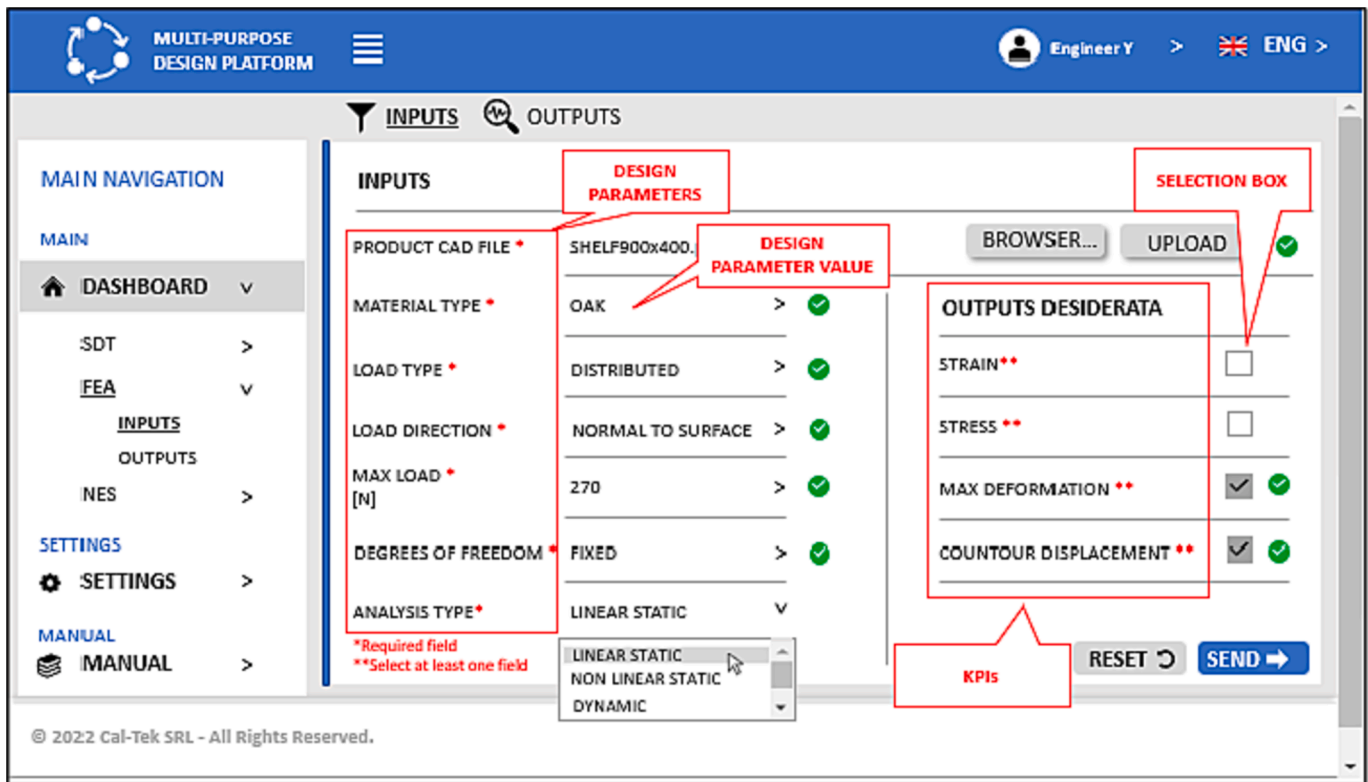 MULTI-PURPOSE
DESIGN PLATFORM
Engineer Y >
ENG >
INPUTS OUTPUTS
MAIN NAVIGATION
MAIN
DASHBOARD v
SDT >
FEA v
INPUTS
OUTPUTS
NES >
SETTINGS
SETTINGS >
MANUAL
MANUAL >
INPUTS
DESIGN
PARAMETERS
SELECTION BOX
PRODUCT CAD FILE *
SHELF900x400.
DESIGN
PARAMETER VALUE
BROWSER...
UPLOAD
MATERIAL TYPE *
OAK >
LOAD TYPE *
DISTRIBUTED >
LOAD DIRECTION *
NORMAL TO SURFACE >
MAX LOAD *
[N]
270 >
DEGREES OF FREEDOM *
FIXED >
ANALYSIS TYPE*
LINEAR STATIC v
*Required field
**Select at least one field
LINEAR STATIC
NON LINEAR STATIC
DYNAMIC
OUTPUTS DESIDERATA
STRAIN**
STRESS **
MAX DEFORMATION **
COUNTOUR DISPLACEMENT **
KPIs
RESET
SEND
© 2022 Cal-Tek SRL - All Rights Reserved.